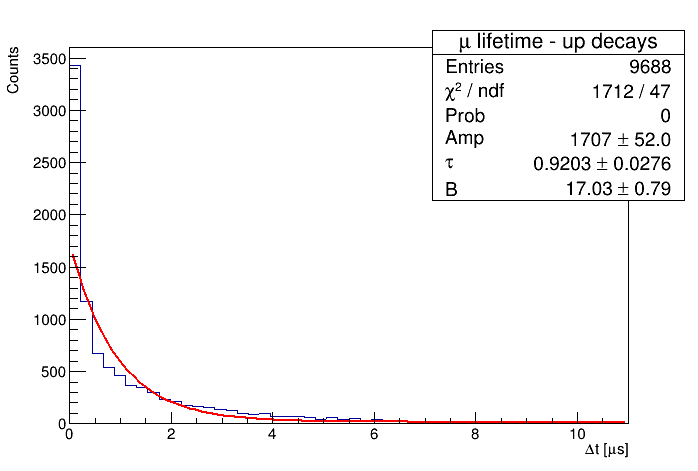 μ lifetime - up decays
Entries 9688
χ² / ndf 1712 / 47
Prob 0
Amp 1707 ± 52.0
τ 0.9203 ± 0.0276
B 17.03 ± 0.79
Counts
3500
3000
2500
2000
1500
1000
500
0
0 2 4 6 8 10
Δt [μs]